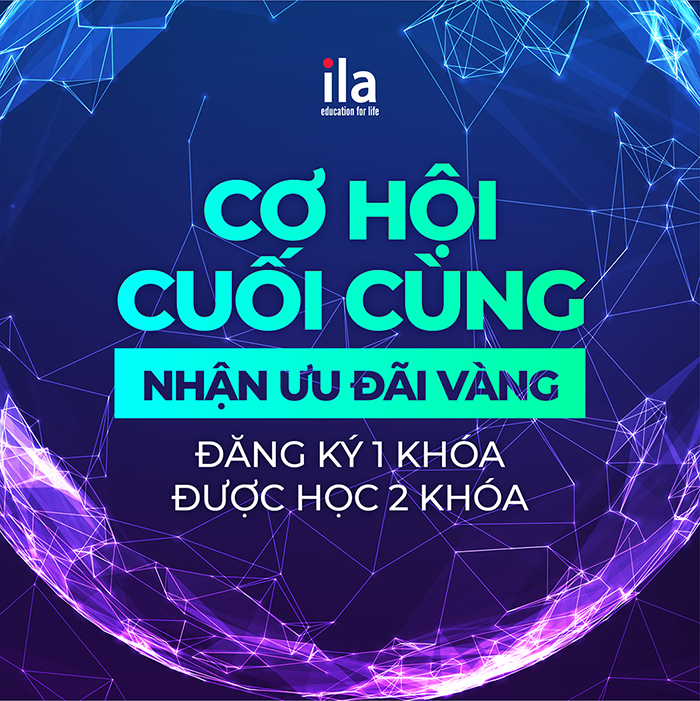 ila
education for life
CƠ HỘI
CUỐI CÙNG
NHẬN ƯU ĐÃI VÀNG
ĐĂNG KÝ 1 KHÓA
ĐƯỢC HỌC 2 KHÓA